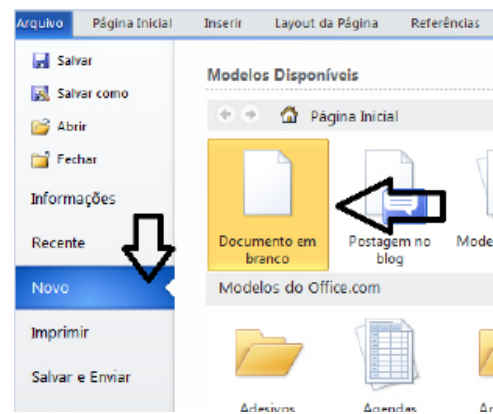 Arquivo Página Inicial Inserir Layout da Página Referências
Salvar
Salvar como
Abrir
Fechar
Informações
Recente
Novo
Imprimir
Salvar e Enviar
Modelos Disponíveis
Página Inicial
Documento em
branco
Postagem no
blog
Modelos do Office.com
Adesivos
Agendas